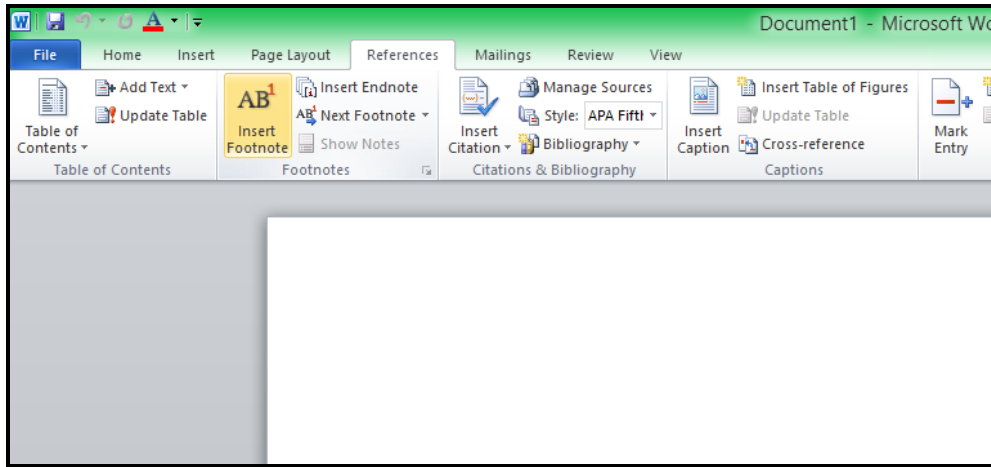 Document1 - Microsoft Wo
File Home Insert Page Layout References Mailings Review View
Table of Contents
Add Text
Update Table
Table of Contents
AB1
Insert Footnote
Insert Endnote
AB1 Next Footnote
Show Notes
Footnotes
Insert Citation
Manage Sources
Style: APA Fiftl
Bibliography
Citations & Bibliography
Insert Caption
Insert Table of Figures
Update Table
Cross-reference
Captions
Mark Entry